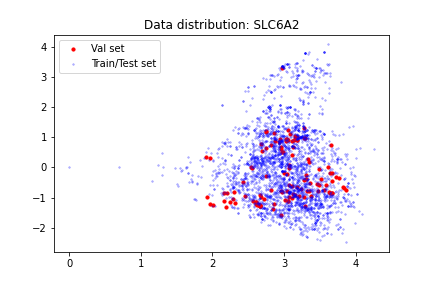 Data distribution: SLC6A2
Val set
Train/Test set
4
3
2
1
0
−1
−2
0 1 2 3 4